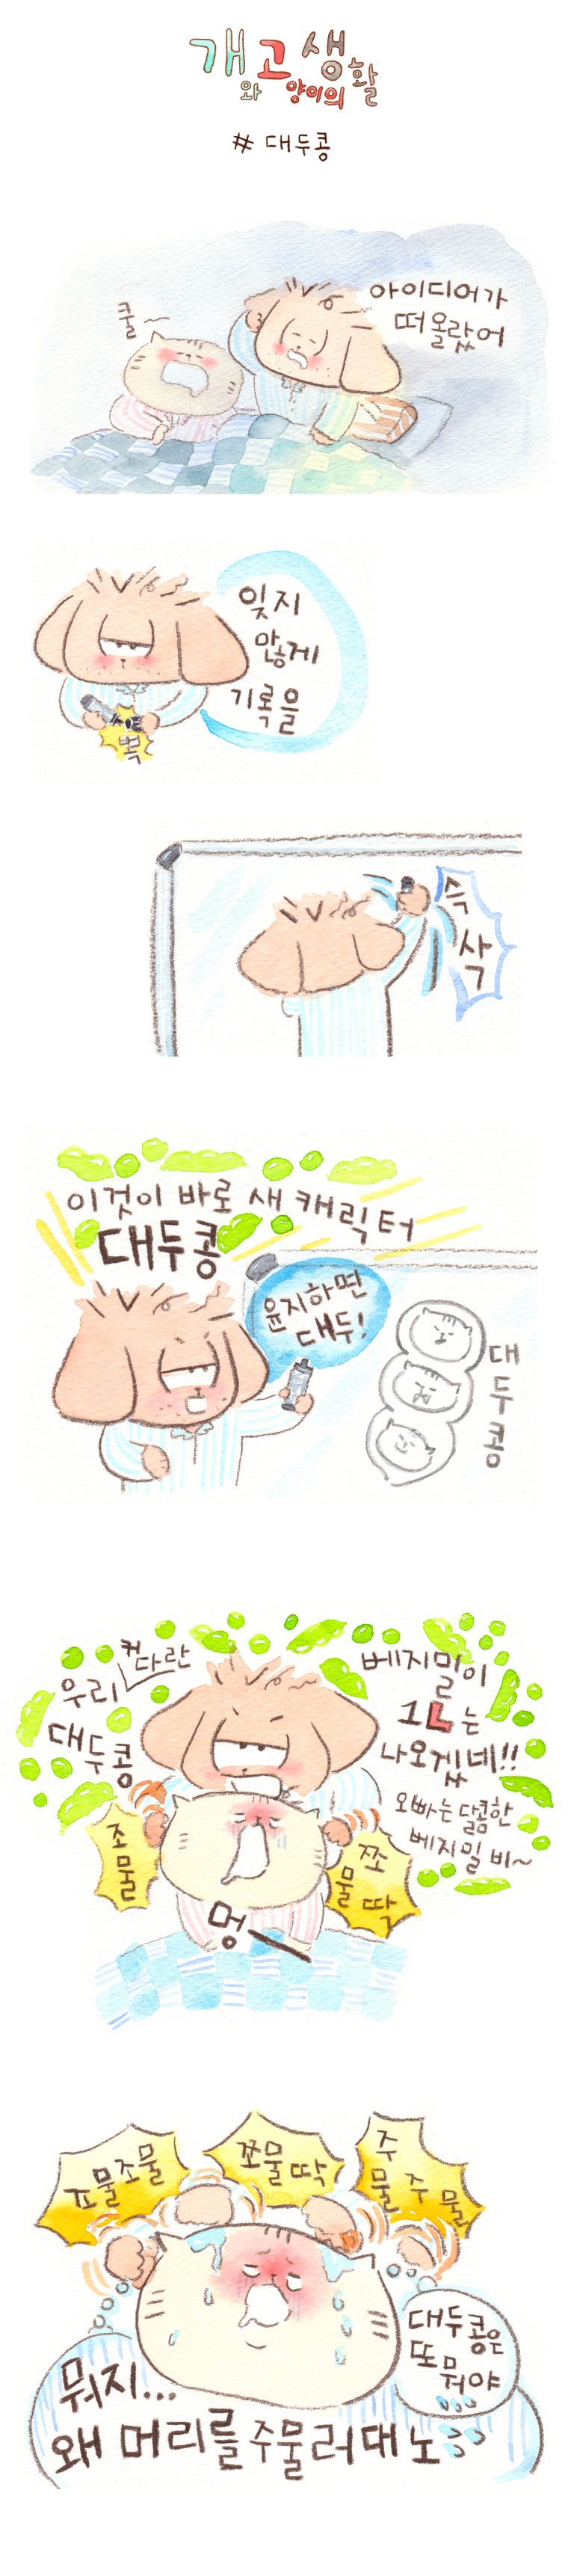 개와고양이의생활
# 대두콩
쿨~
아이디어가
떠올랐어
잊지
않게
기록을
뽁
슥
삭
이것이 바로 새 캐릭터
대두콩
윤지하면
대두!
대
두
콩
우리 커다란
대두콩
베지밀이
1L는
나오겠네!!
오빠는 달콤한
베지밀 비~
조
물
쪼
물
딱
멍
쪼물조물
쪼물딱
주
물 주 물
대두콩은
또 뭐야
뭐지...
왜 머리를 주물러대노